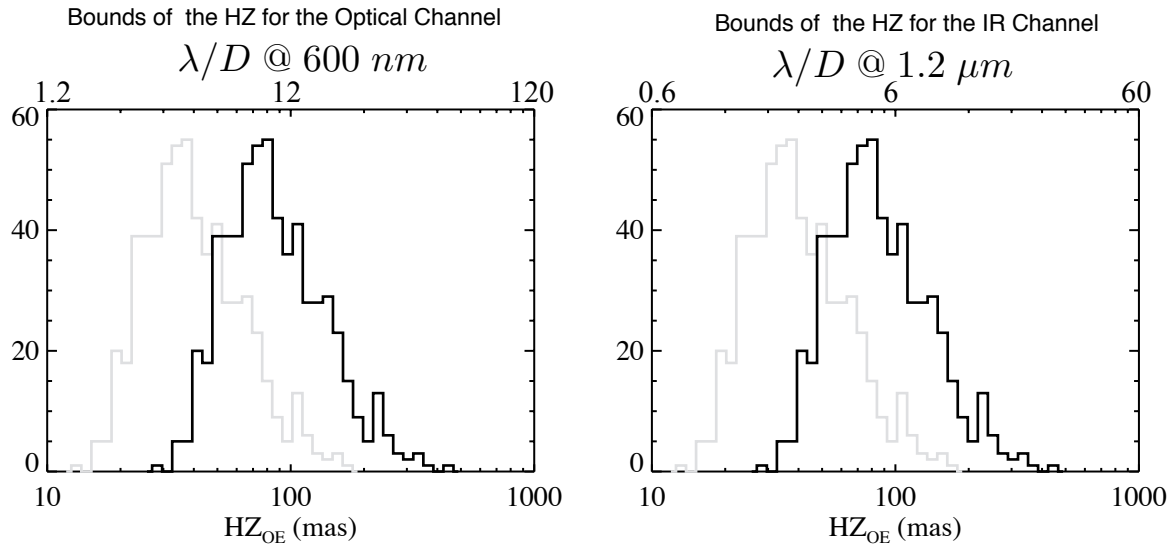 Bounds of the HZ for the Optical Channel
λ/D @ 600 nm
1.2 12 120
60
40
20
0
10 100 1000
HZ_OE (mas)
Bounds of the HZ for the IR Channel
λ/D @ 1.2 μm
0.6 6 60
60
40
20
0
10 100 1000
HZ_OE (mas)